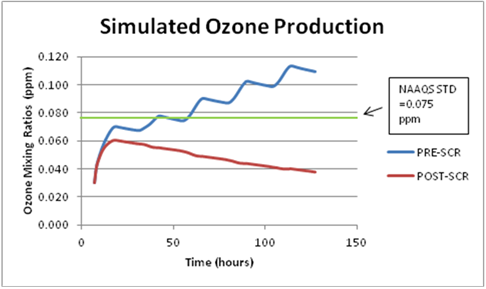 Simulated Ozone Production
Ozone Mixing Ratios (ppm)
0.120
0.100
0.080
0.060
0.040
0.020
0.000
0
50
100
150
Time (hours)
NAAQS STD
=0.075
ppm
PRE-SCR
POST-SCR